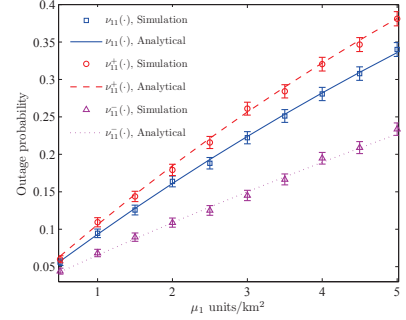 0.4
0.35
0.3
0.25
0.2
0.15
0.1
0.05
Outage probability
ν₁₁(·), Simulation
ν₁₁(·), Analytical
ν₁₁⁺(·), Simulation
ν₁₁⁺(·), Analytical
ν₁₁⁻(·), Simulation
ν₁₁⁻(·), Analytical
1 2 3 4 5
μ₁ units/km²